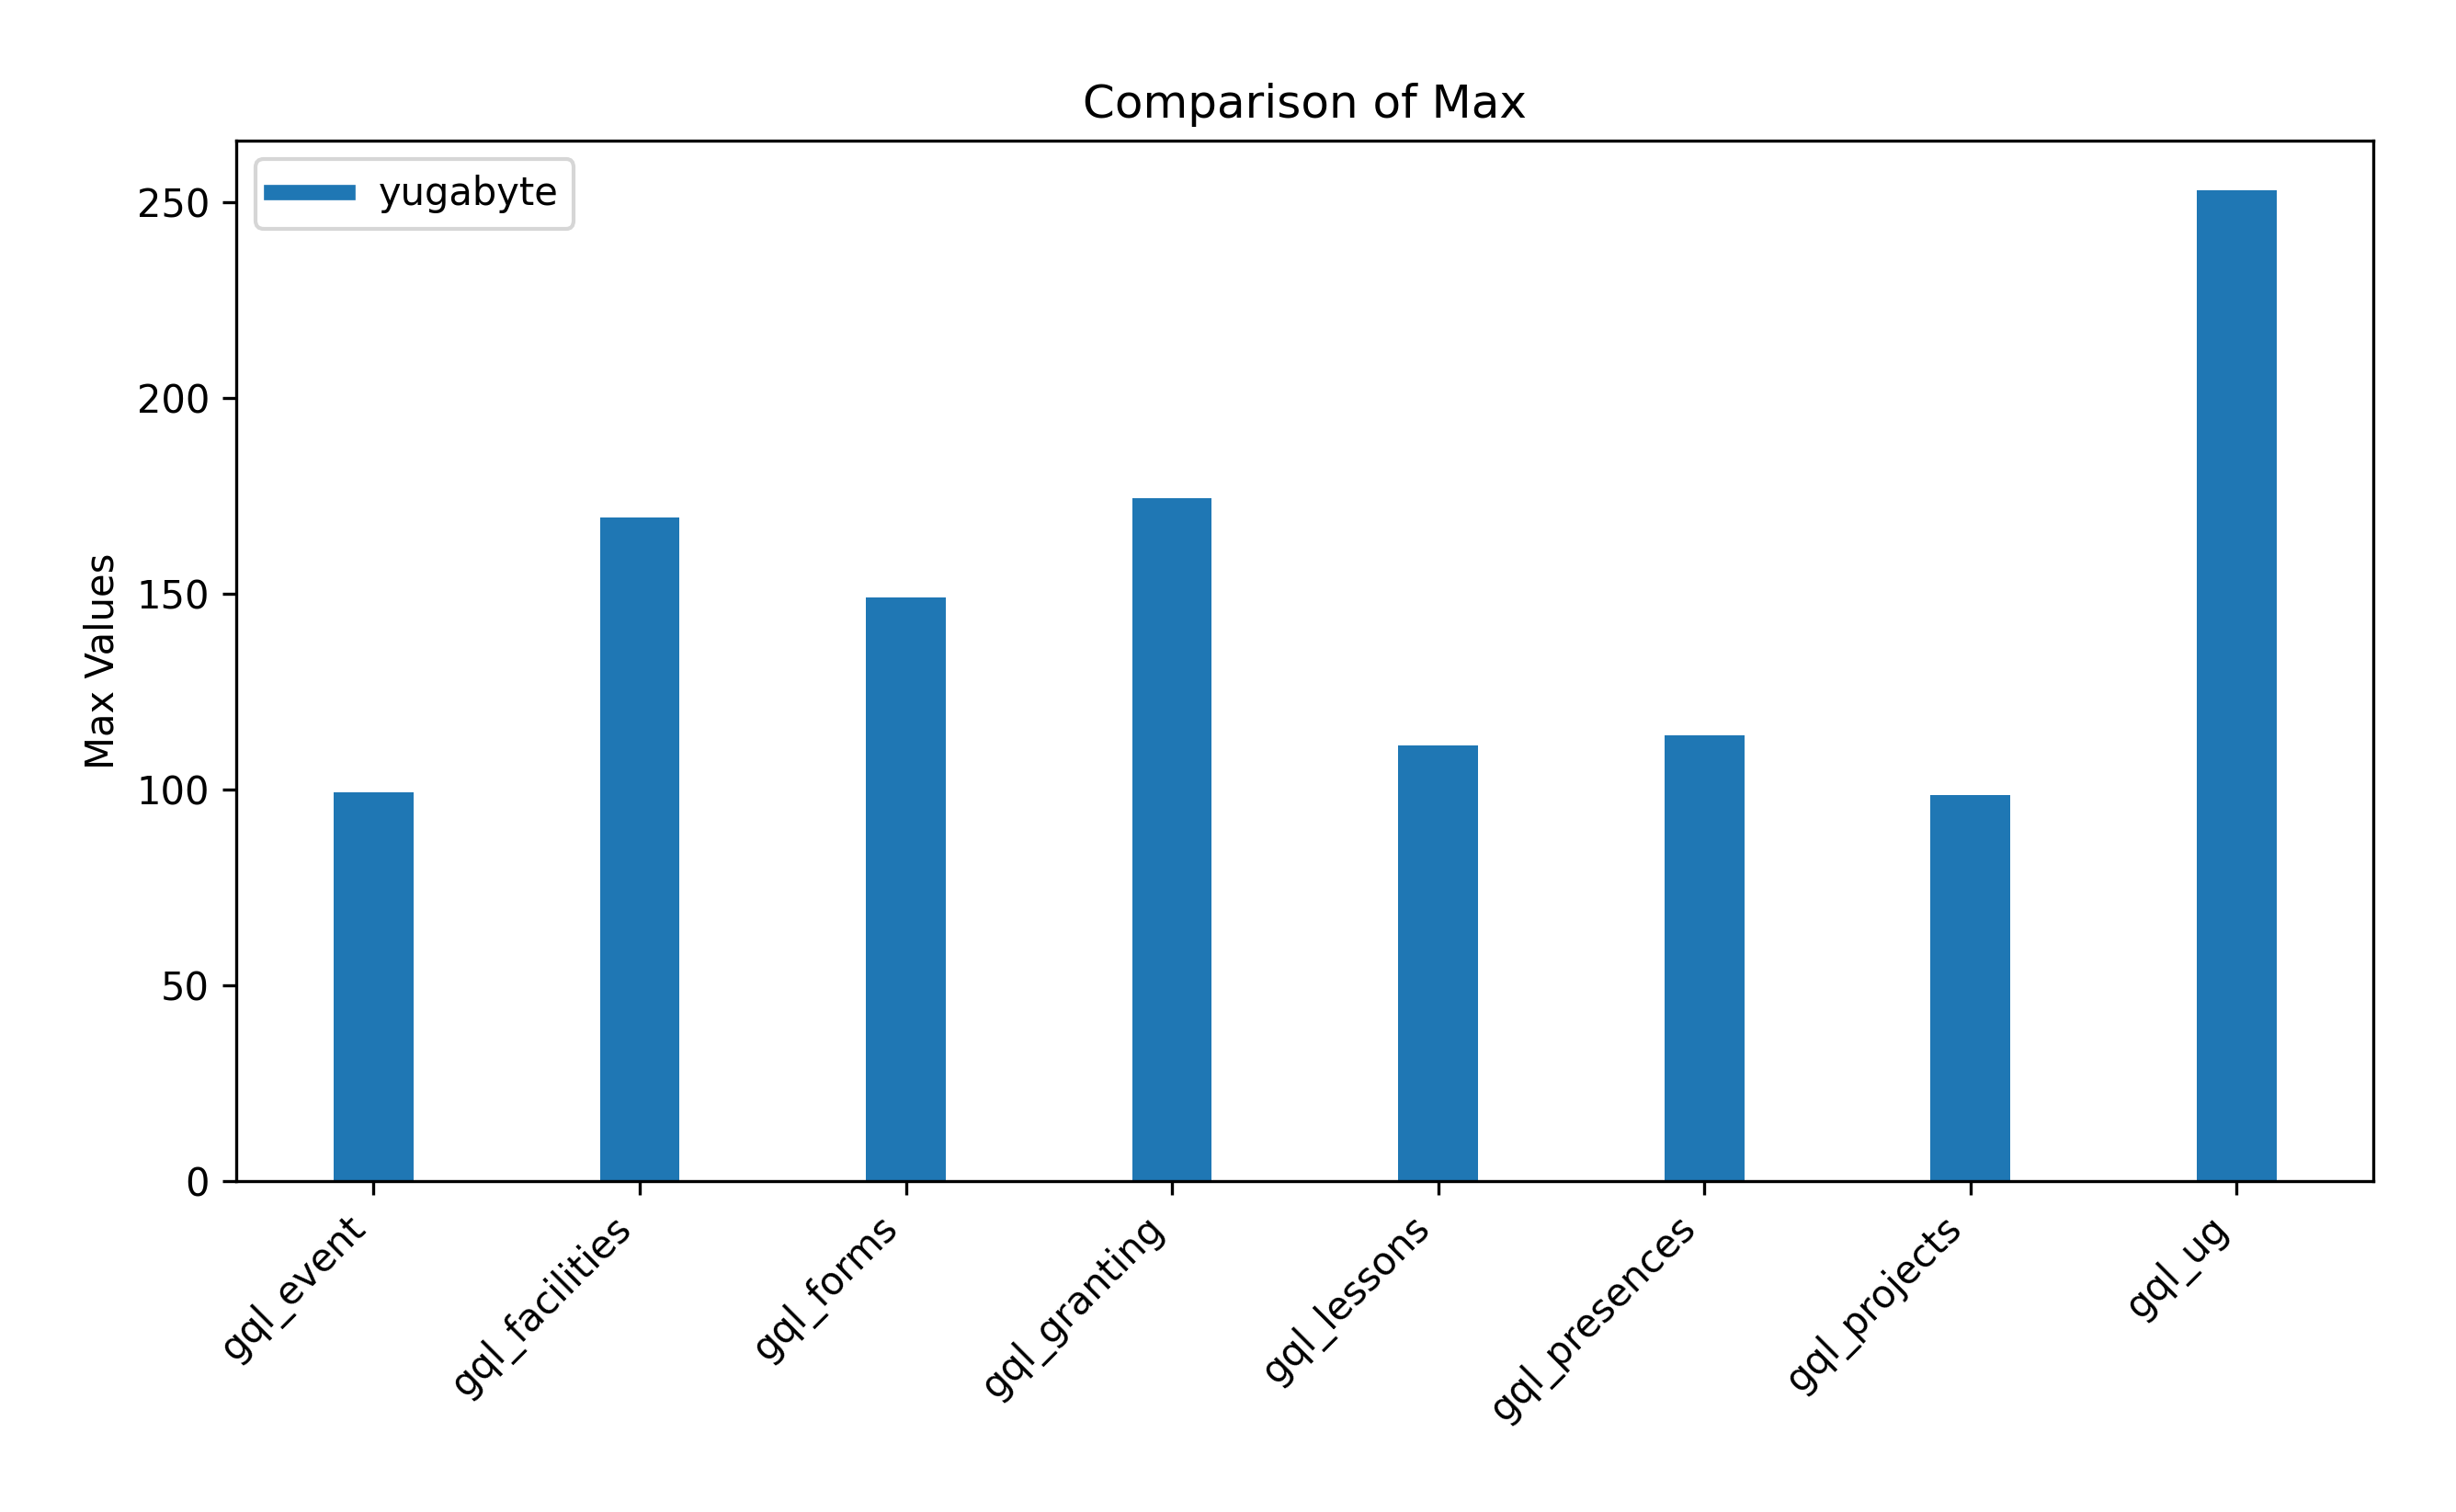 Comparison of Max
yugabyte
Max Values
250
200
150
100
50
0
gql_event
gql_facilities
gql_forms
gql_granting
gql_lessons
gql_presences
gql_projects
gql_ug